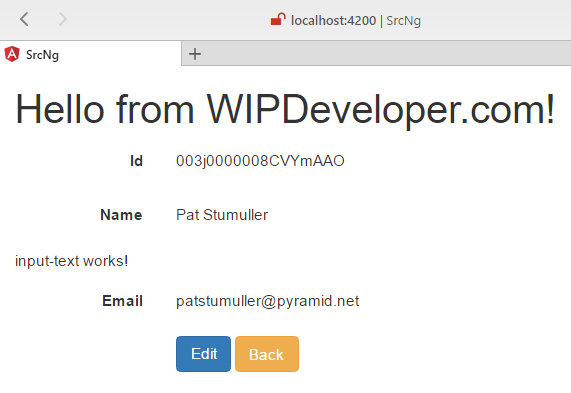 localhost:4200 | SrcNg
SrcNg
Hello from WIPDeveloper.com!
Id 003j0000008CVYmAAO
Name Pat Stumuller
input-text works!
Email patstumuller@pyramid.net
Edit Back